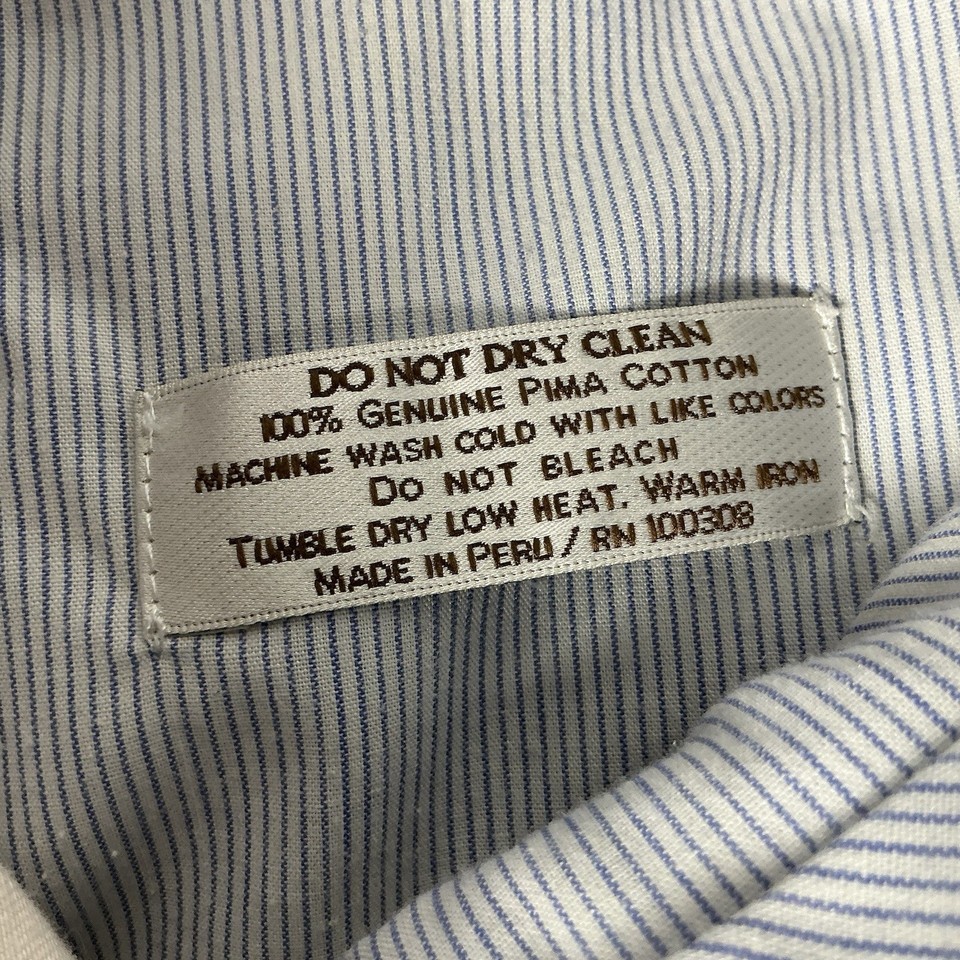 DO NOT DRY CLEAN
100% GENUINE PIMA COTTON
MACHINE WASH COLD WITH LIKE COLORS
DO NOT BLEACH
TUMBLE DRY LOW HEAT. WARM IRON
MADE IN PERU / RN 100308